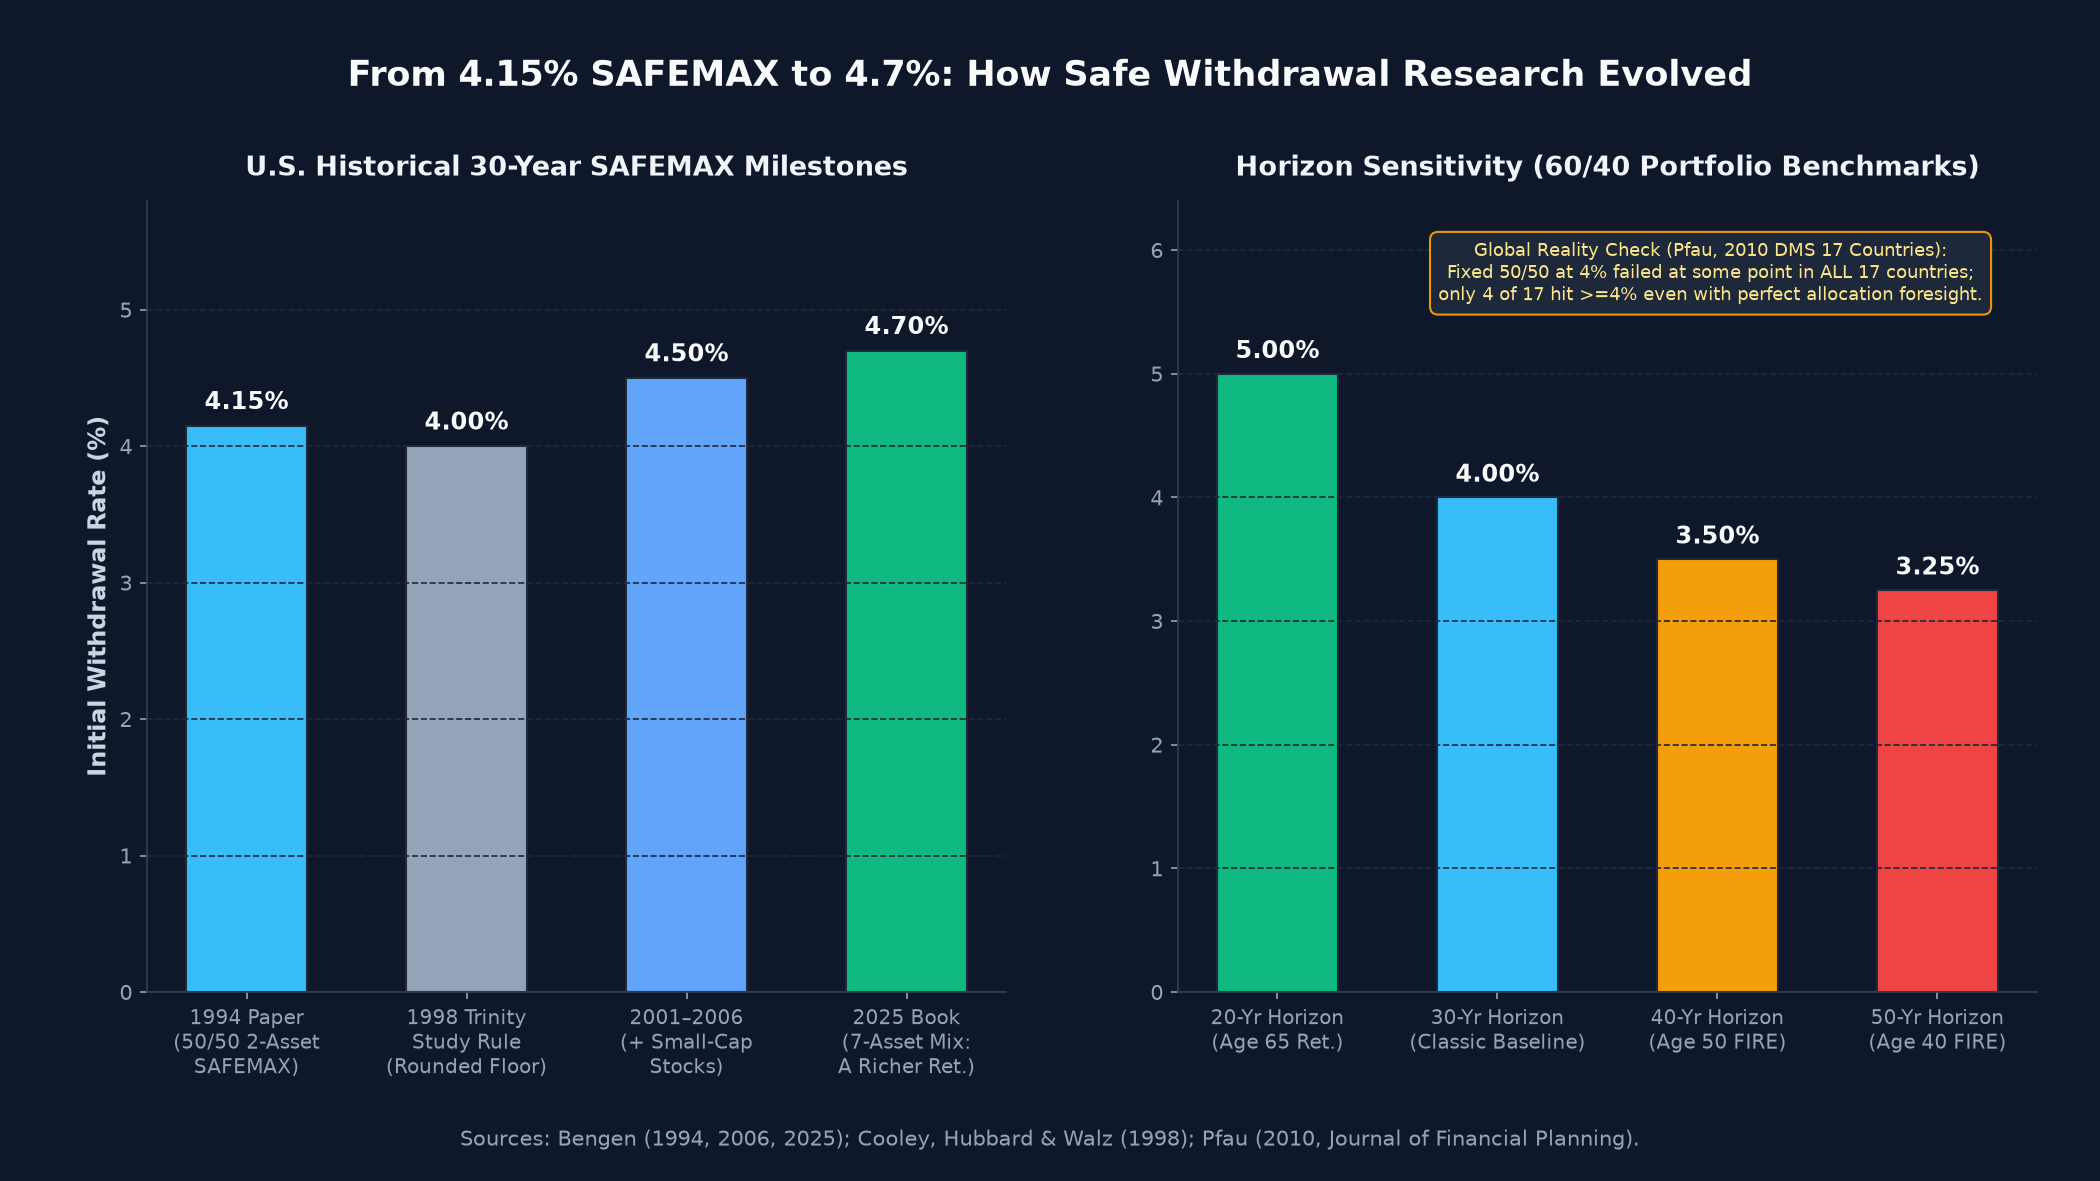 From 4.15% SAFEMAX to 4.7%: How Safe Withdrawal Research Evolved
U.S. Historical 30-Year SAFEMAX Milestones
Initial Withdrawal Rate (%)
5
4
3
2
1
0
4.15%
4.00%
4.50%
4.70%
1994 Paper
(50/50 2-Asset
SAFEMAX)
1998 Trinity
Study Rule
(Rounded Floor)
2001–2006
(+ Small-Cap
Stocks)
2025 Book
(7-Asset Mix:
A Richer Ret.)
Horizon Sensitivity (60/40 Portfolio Benchmarks)
Global Reality Check (Pfau, 2010 DMS 17 Countries):
Fixed 50/50 at 4% failed at some point in ALL 17 countries;
only 4 of 17 hit >=4% even with perfect allocation foresight.
6
5
4
3
2
1
0
5.00%
4.00%
3.50%
3.25%
20-Yr Horizon
(Age 65 Ret.)
30-Yr Horizon
(Classic Baseline)
40-Yr Horizon
(Age 50 FIRE)
50-Yr Horizon
(Age 40 FIRE)
Sources: Bengen (1994, 2006, 2025); Cooley, Hubbard & Walz (1998); Pfau (2010, Journal of Financial Planning).